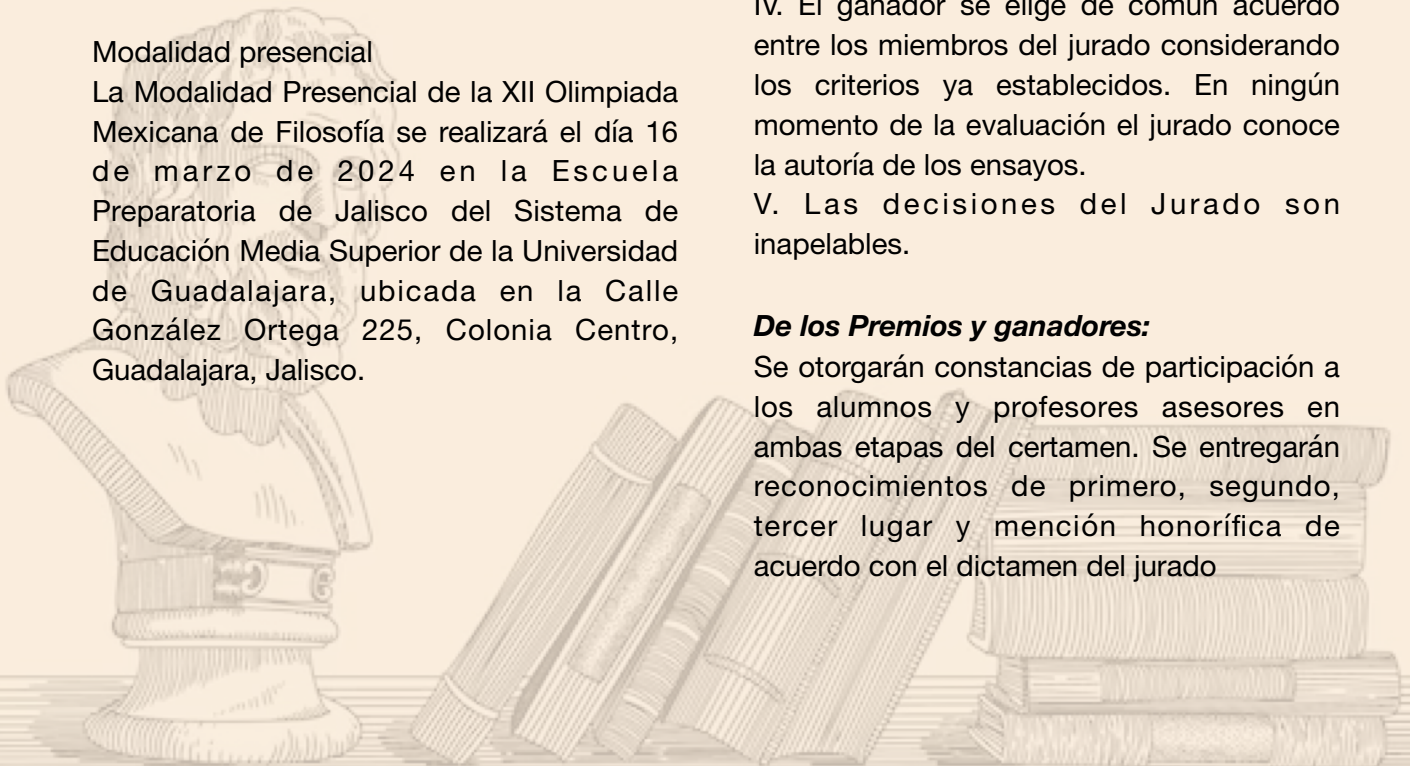 Modalidad presencial
La Modalidad Presencial de la XII Olimpiada
Mexicana de Filosofía se realizará el día 16
de marzo de 2024 en la Escuela
Preparatoria de Jalisco del Sistema de
Educación Media Superior de la Universidad
de Guadalajara, ubicada en la Calle
González Ortega 225, Colonia Centro,
Guadalajara, Jalisco.
IV. El ganador se elige de común acuerdo
entre los miembros del jurado considerando
los criterios ya establecidos. En ningún
momento de la evaluación el jurado conoce
la autoría de los ensayos.
V. Las decisiones del Jurado son
inapelables.
De los Premios y ganadores:
Se otorgarán constancias de participación a
los alumnos y profesores asesores en
ambas etapas del certamen. Se entregarán
reconocimientos de primero, segundo,
tercer lugar y mención honorífica de
acuerdo con el dictamen del jurado